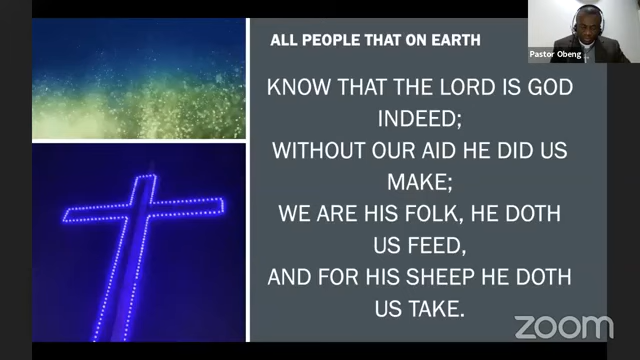 ALL PEOPLE THAT ON EARTH
Pastor Obeng
KNOW THAT THE LORD IS GOD
INDEED;
WITHOUT OUR AID HE DID US
MAKE;
WE ARE HIS FOLK, HE DOTH
US FEED,
AND FOR HIS SHEEP HE DOTH
US TAKE.
zoom